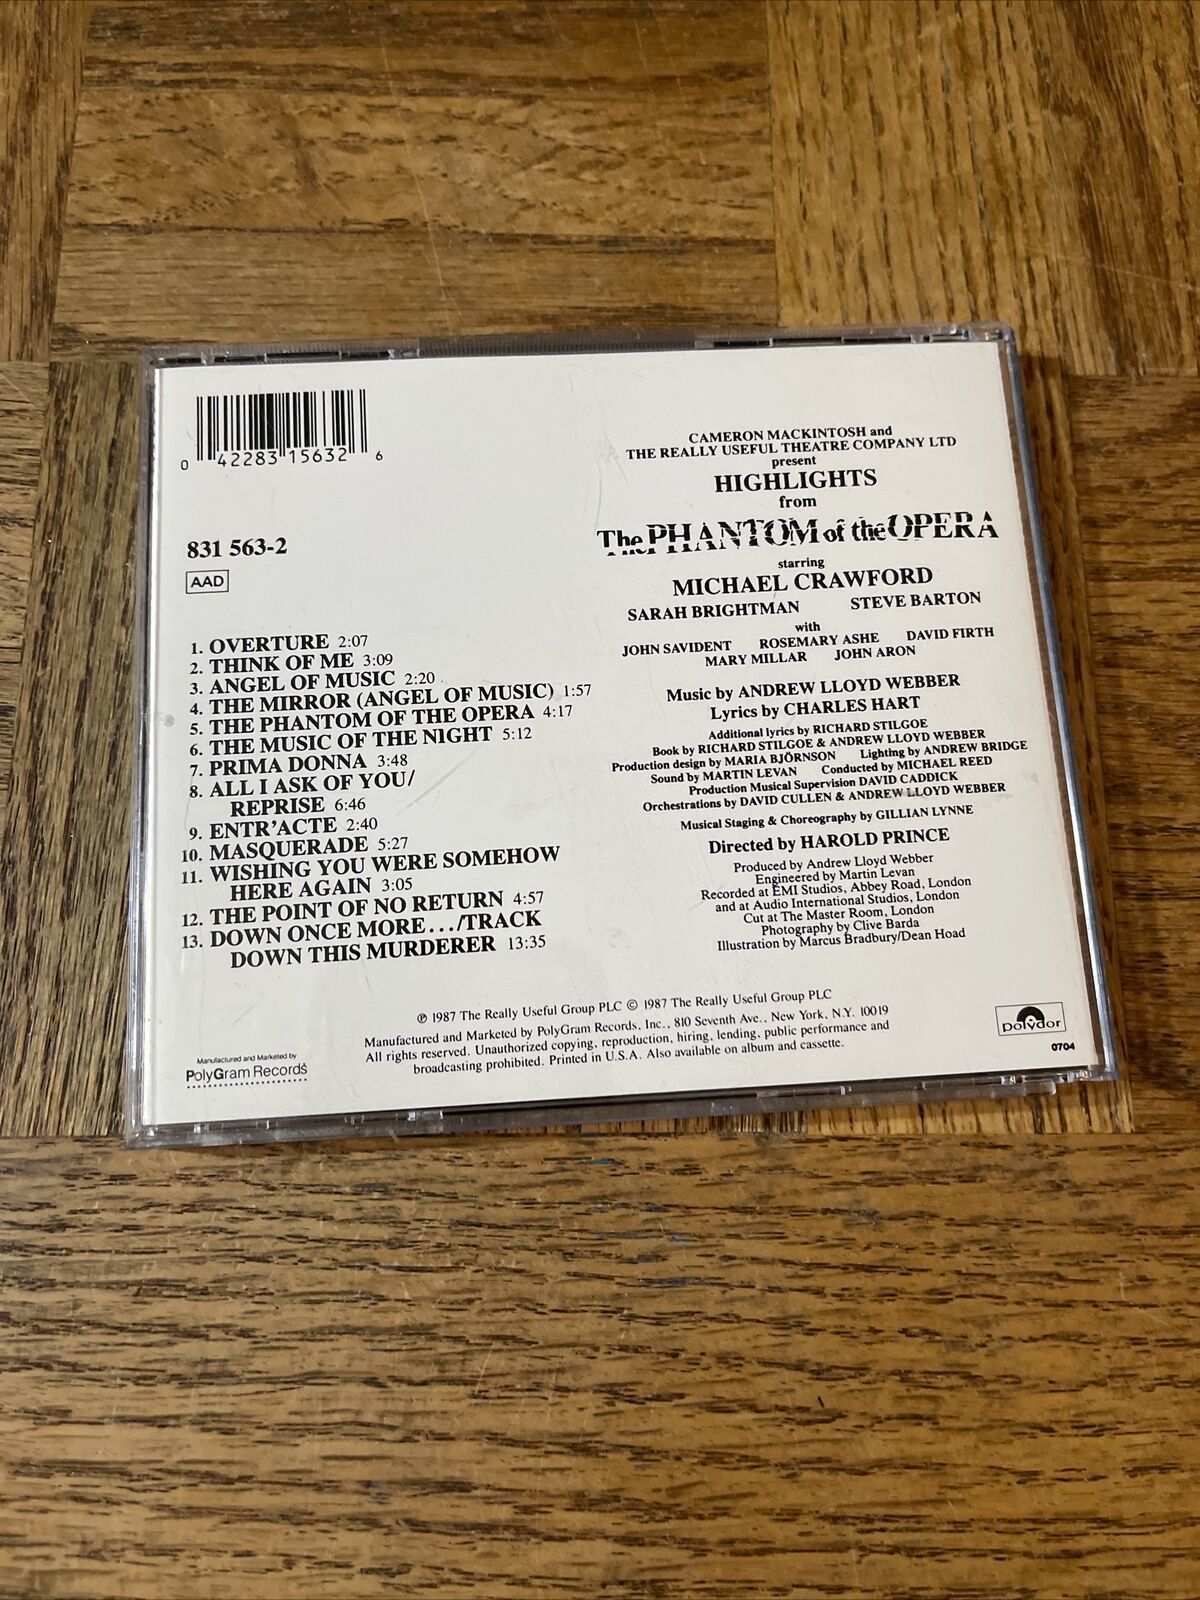 0 42283 15632 6
831 563-2
AAD
1. OVERTURE 2:07
2. THINK OF ME 3:09
3. ANGEL OF MUSIC 2:20
4. THE MIRROR (ANGEL OF MUSIC) 1:57
5. THE PHANTOM OF THE OPERA 4:17
6. THE MUSIC OF THE NIGHT 5:12
7. PRIMA DONNA 3:48
8. ALL I ASK OF YOU/
REPRISE 6:46
9. ENTR'ACTE 2:40
10. MASQUERADE 5:27
11. WISHING YOU WERE SOMEHOW
HERE AGAIN 3:05
12. THE POINT OF NO RETURN 4:57
13. DOWN ONCE MORE.../TRACK
DOWN THIS MURDERER 13:35
CAMERON MACKINTOSH and
THE REALLY USEFUL THEATRE COMPANY LTD
present
HIGHLIGHTS
from
The PHANTOM of the OPERA
starring
MICHAEL CRAWFORD
SARAH BRIGHTMAN STEVE BARTON
with
JOHN SAVIDENT ROSEMARY ASHE DAVID FIRTH
MARY MILLAR JOHN ARON
Music by ANDREW LLOYD WEBBER
Lyrics by CHARLES HART
Additional lyrics by RICHARD STILGOE
Book by RICHARD STILGOE & ANDREW LLOYD WEBBER
Production design by MARIA BJÖRNSON Lighting by ANDREW BRIDGE
Sound by MARTIN LEVAN Conducted by MICHAEL REED
Production Musical Supervision DAVID CADDICK
Orchestrations by DAVID CULLEN & ANDREW LLOYD WEBBER
Musical Staging & Choreography by GILLIAN LYNNE
Directed by HAROLD PRINCE
Produced by Andrew Lloyd Webber
Engineered by Martin Levan
Recorded at EMI Studios, Abbey Road, London
and at Audio International Studios, London
Cut at The Master Room, London
Photography by Clive Barda
Illustration by Marcus Bradbury/Dean Hoad
℗ 1987 The Really Useful Group PLC © 1987 The Really Useful Group PLC
Manufactured and Marketed by PolyGram Records, Inc., 810 Seventh Ave., New York, N.Y. 10019
All rights reserved. Unauthorized copying, reproduction, hiring, lending, public performance and
broadcasting prohibited. Printed in U.S.A. Also available on album and cassette.
Manufactured and Marketed by
PolyGram Records
polydor
0704